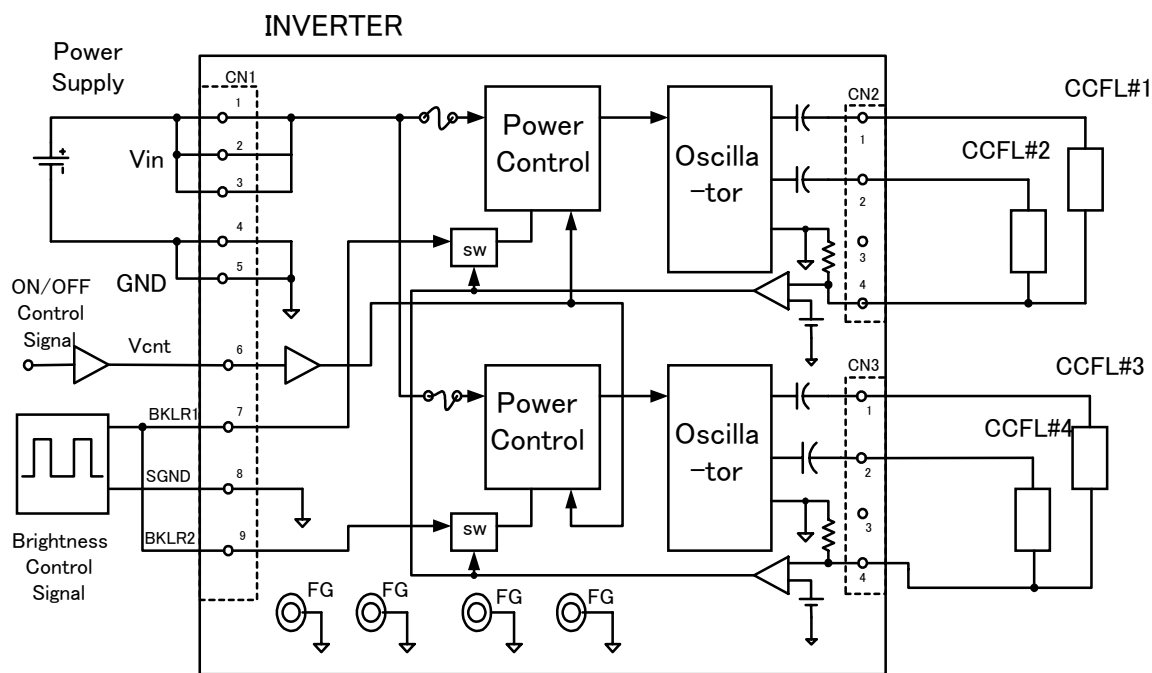 INVERTER
Power
Supply
CN1
1
2
3
Vin
4
5
GND
ON/OFF
Control
Signal
Vcnt
6
BKLR1
7
SGND
8
BKLR2
9
Brightness
Control
Signal
Power
Control
sw
Oscilla
-tor
CN2
1
2
3
4
CCFL#1
CCFL#2
Power
Control
sw
Oscilla
-tor
CN3
1
2
3
4
CCFL#3
CCFL#4
FG
FG
FG
FG